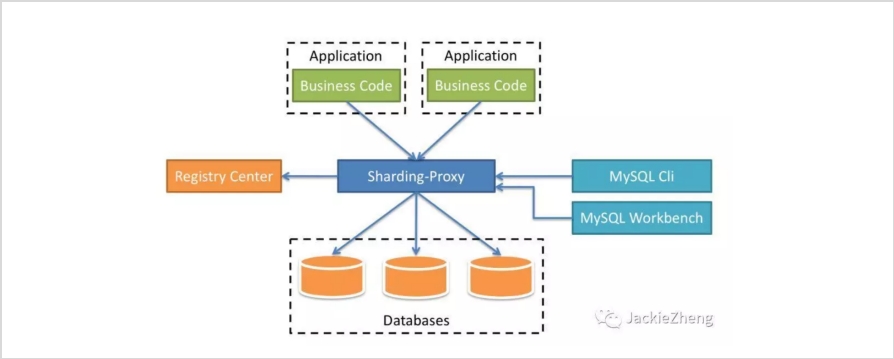 Application
Application
Business Code
Business Code
Registry Center
Sharding-Proxy
MySQL Cli
MySQL Workbench
Databases
JackieZheng